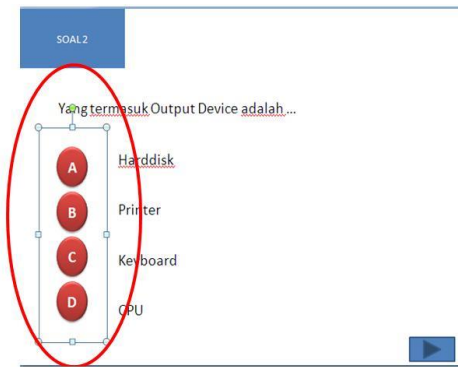 SOAL 2
Yang termasuk Output Device adalah ...
A Harddisk
B Printer
C Keyboard
D CPU